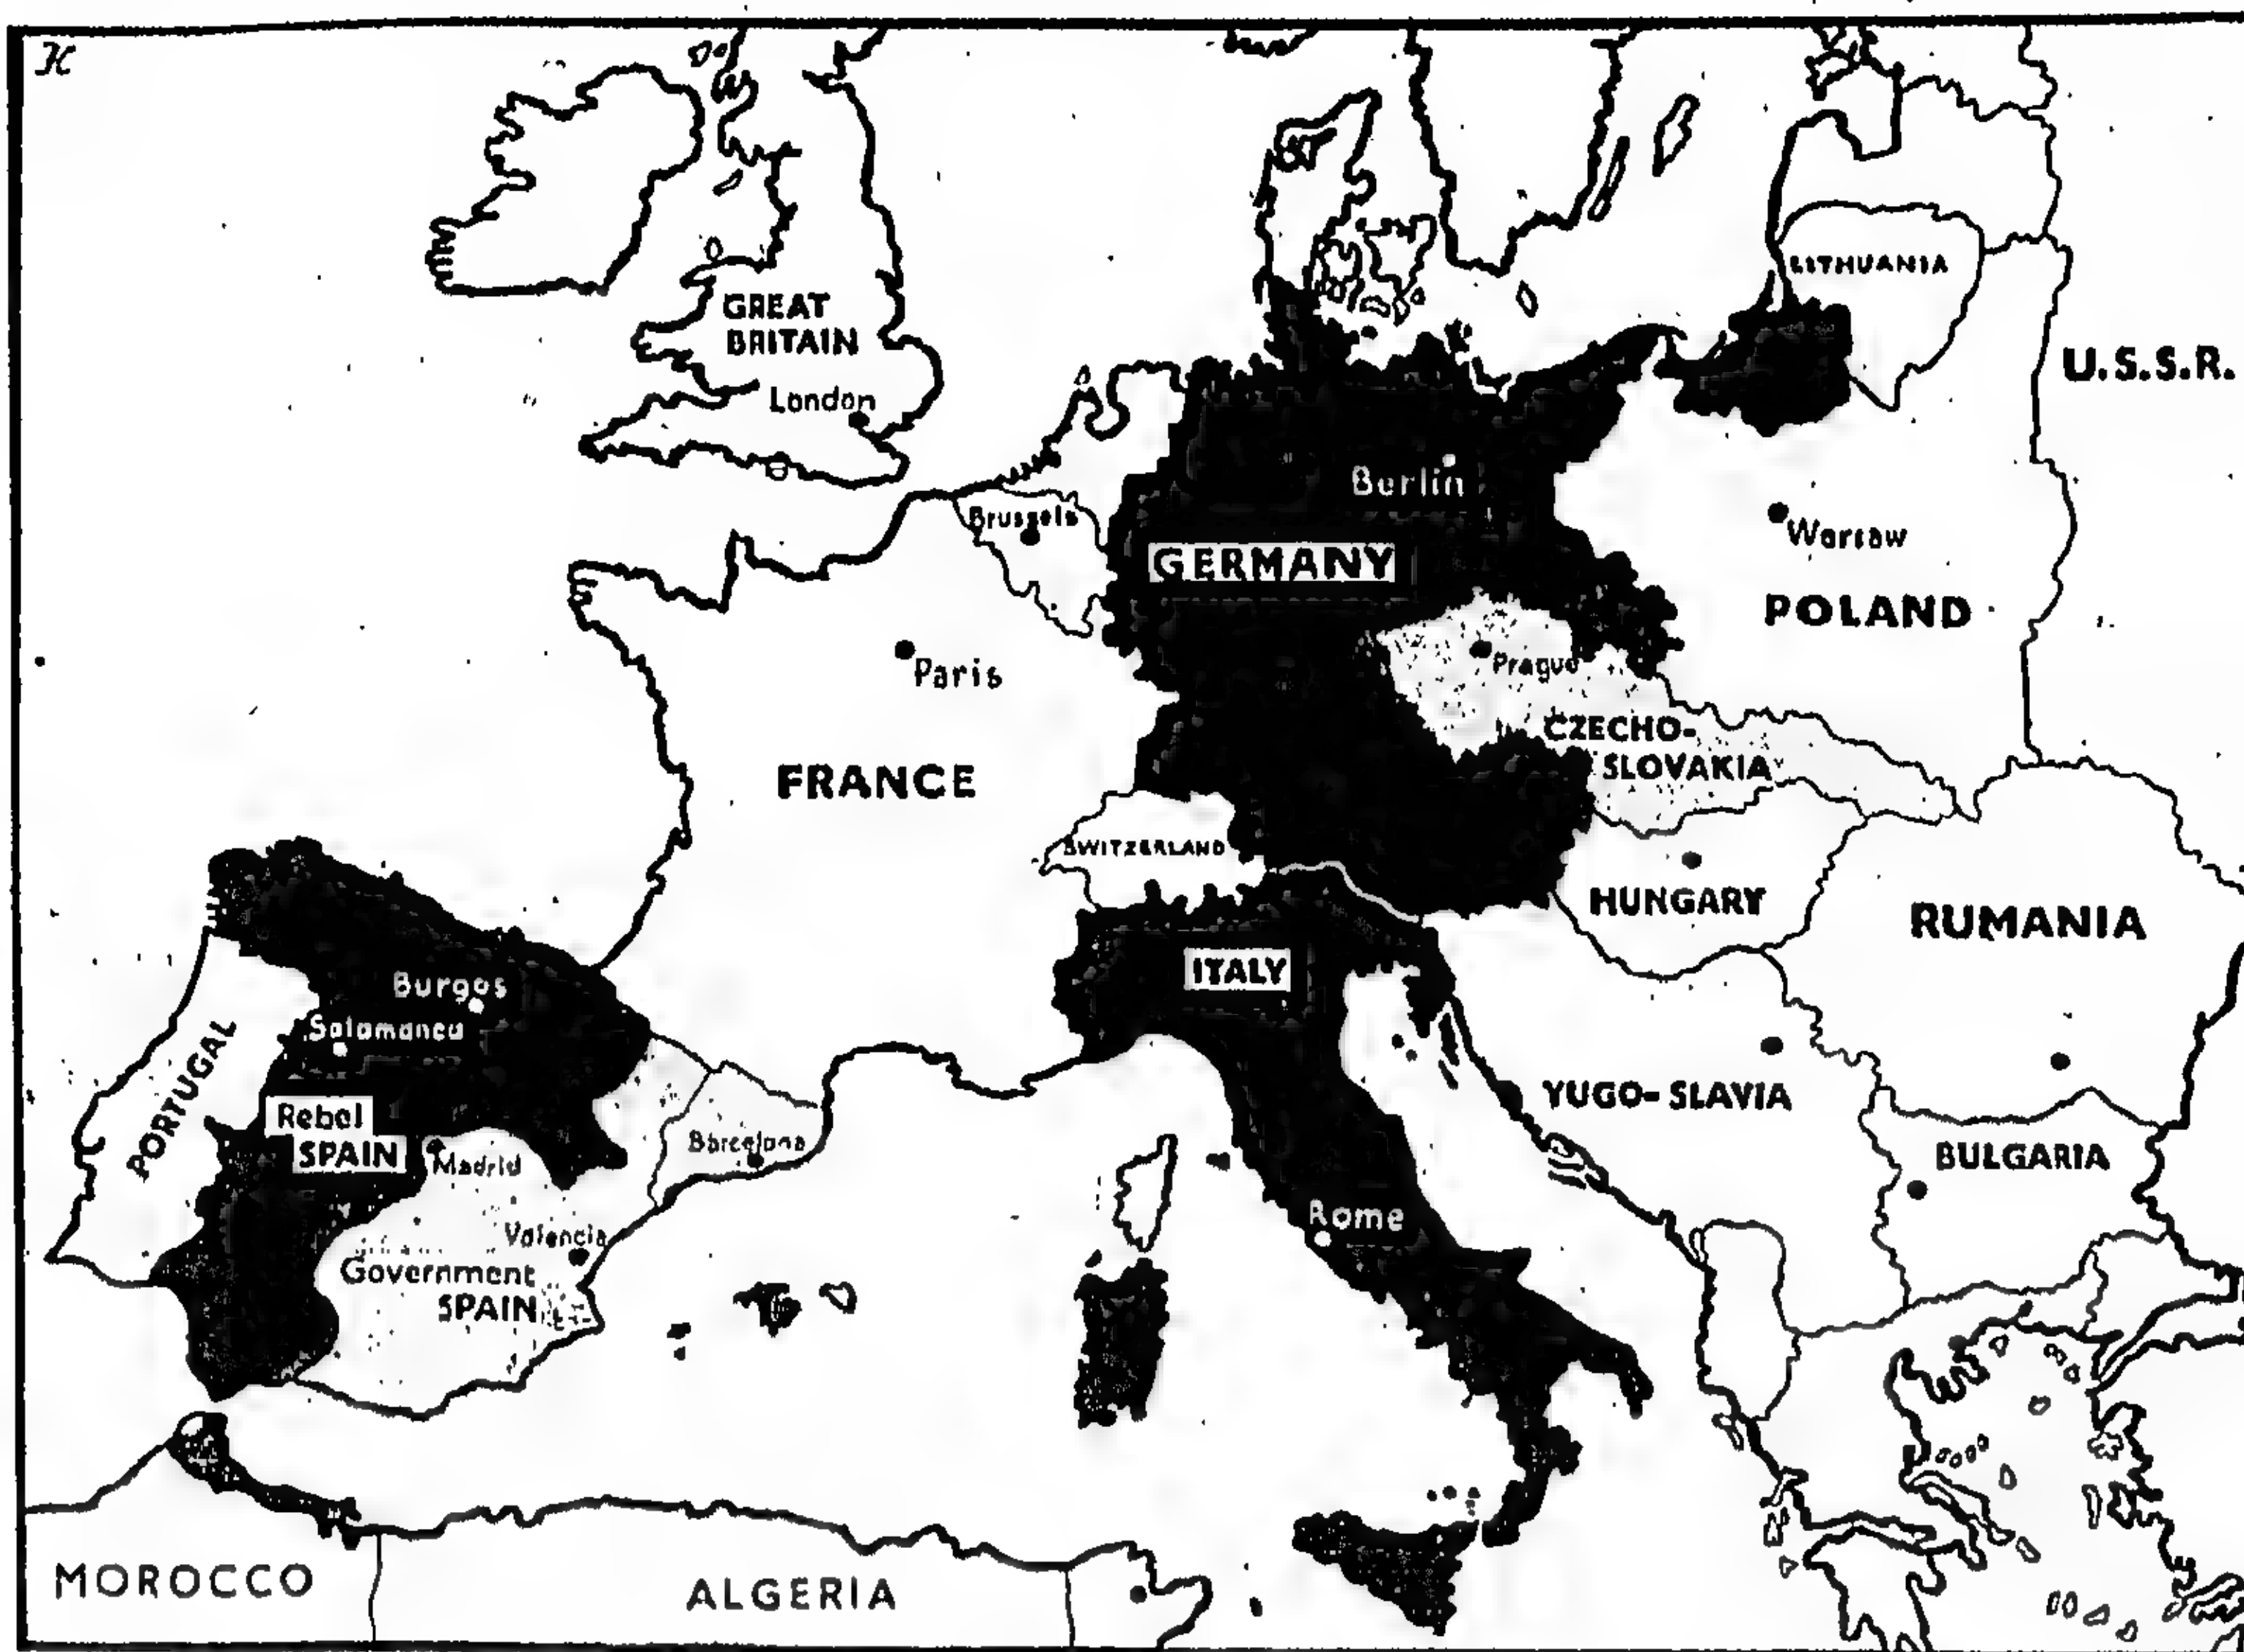 K
GREAT
BRITAIN
London
LITHUANIA
U.S.S.R.
Berlin
Brussels
Warsaw
GERMANY
POLAND
Paris
Prague
CZECHO-
SLOVAKIA
FRANCE
SWITZERLAND
HUNGARY
RUMANIA
ITALY
Burgos
Salamanca
PORTUGAL
YUGO-SLAVIA
Rebel
SPAIN
Madrid
Barcelona
BULGARIA
Rome
Valencia
Government
SPAIN
MOROCCO
ALGERIA